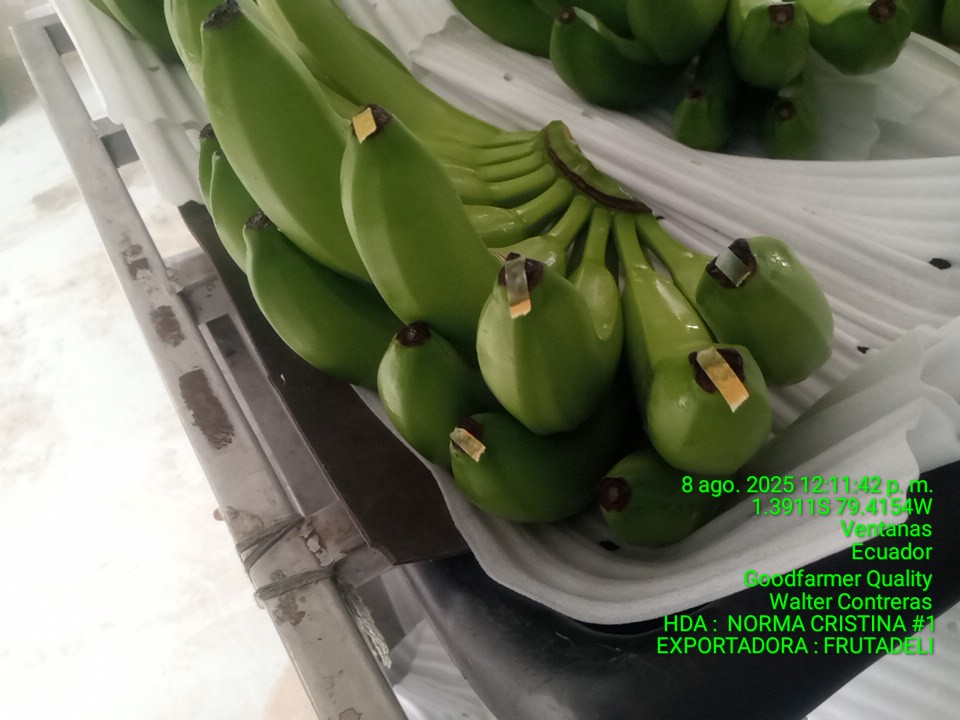 8 ago. 2025 12:11:42 p. m.
1.3911S 79.4154W
Ventanas
Ecuador
Goodfarmer Quality
Walter Contreras
HDA : NORMA CRISTINA #1
EXPORTADORA : FRUTADELI